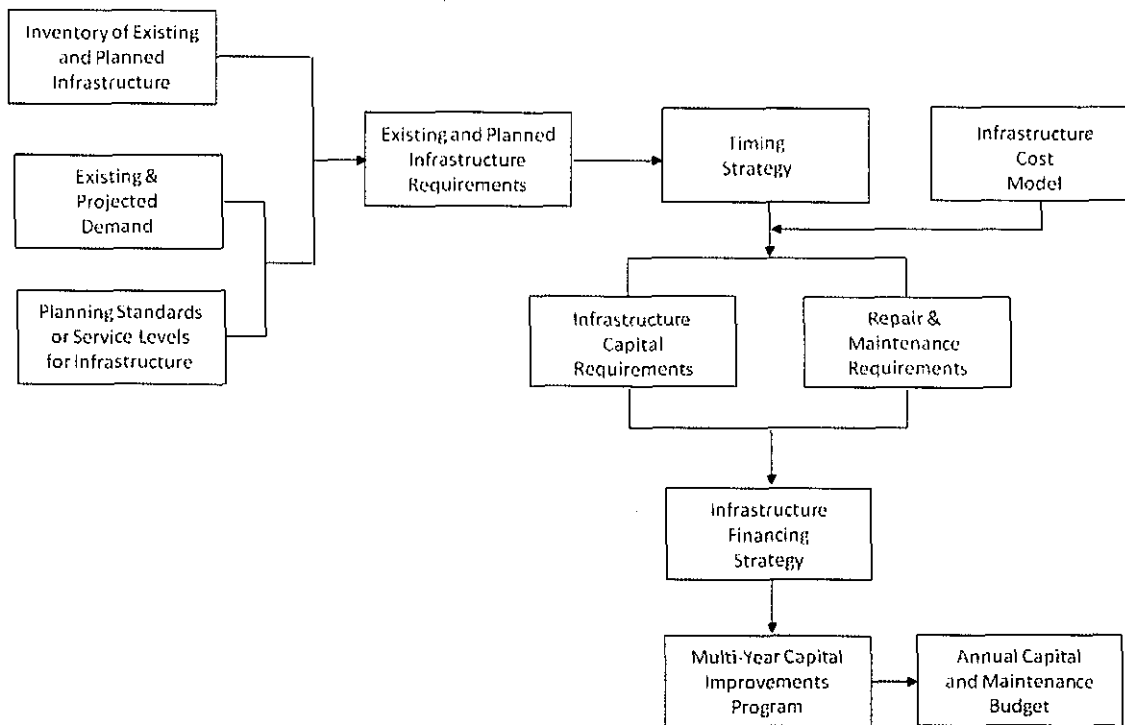 Inventory of Existing
and Planned
Infrastructure
Existing and Planned
Infrastructure
Requirements
Timing
Strategy
Infrastructure
Cost
Model
Existing &
Projected
Demand
Planning Standards
or Service Levels
for Infrastructure
Infrastructure
Capital
Requirements
Repair &
Maintenance
Requirements
Infrastructure
Financing
Strategy
Multi-Year Capital
Improvements
Program
Annual Capital
and Maintenance
Budget